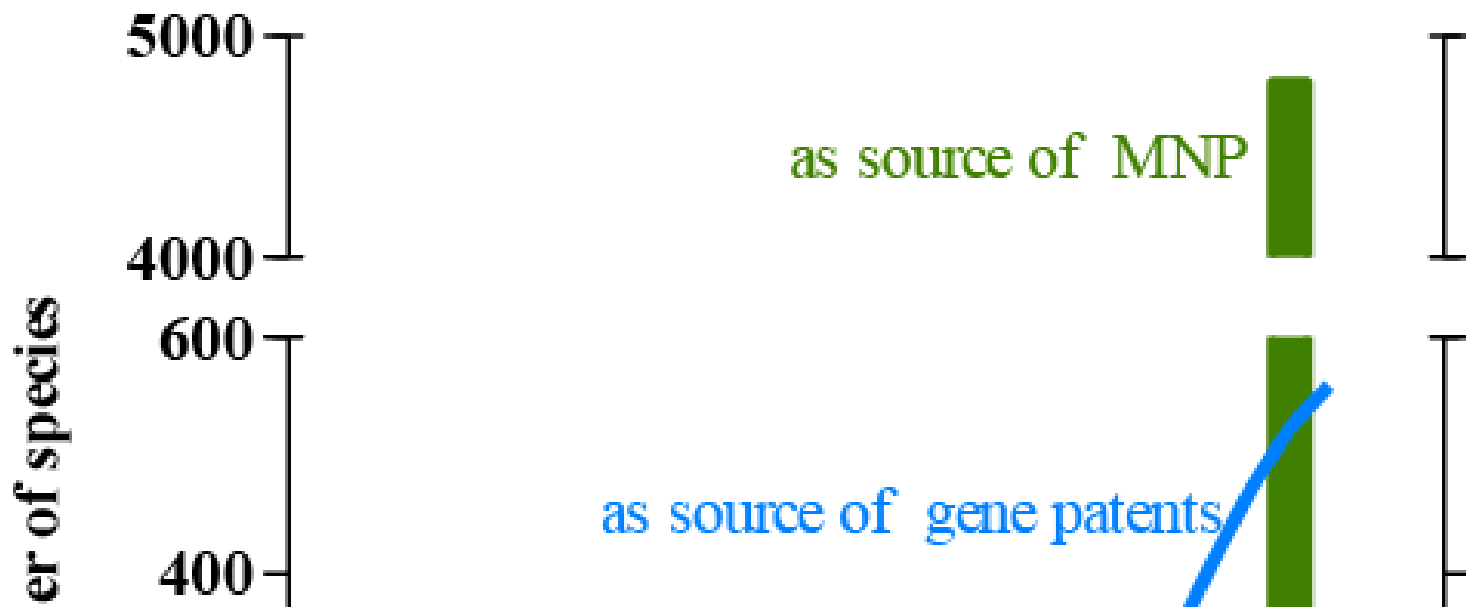 5000
as source of MNP
4000
600
er of species
as source of gene patents
400